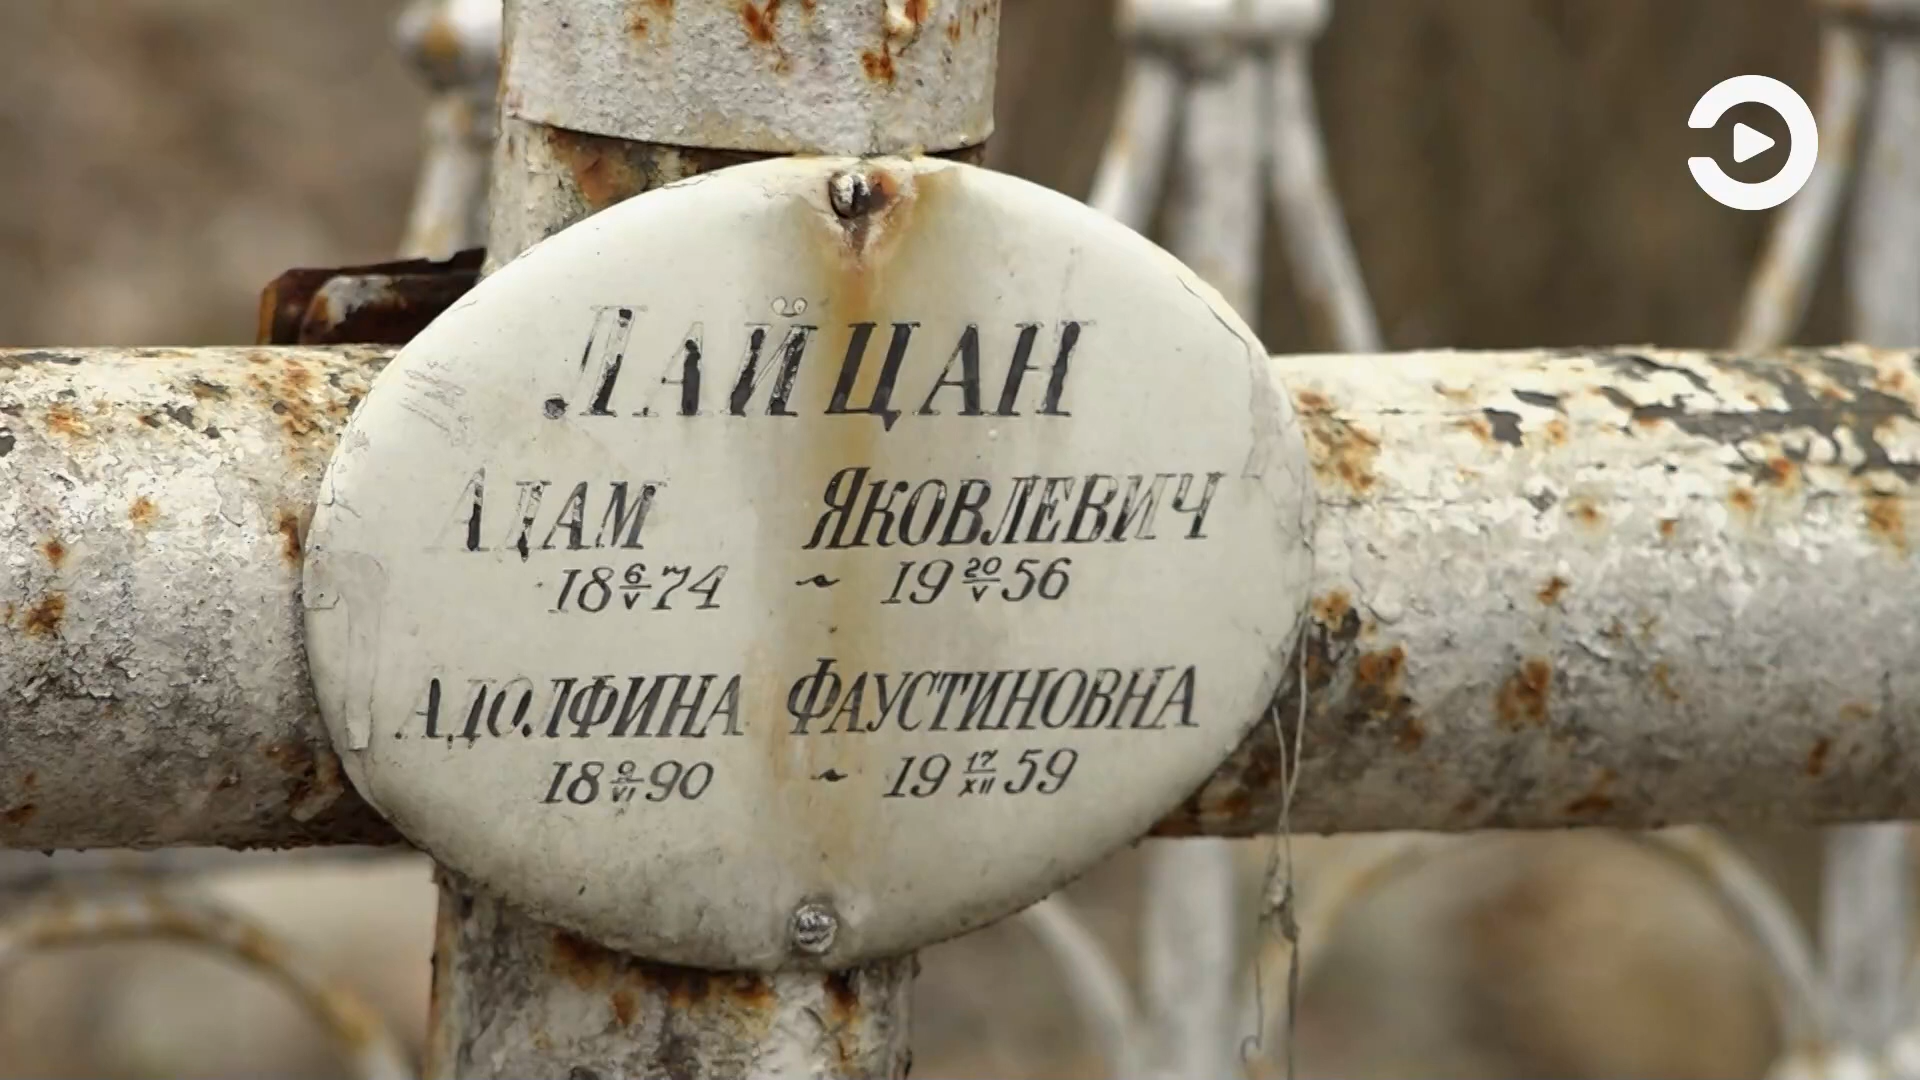 ЛАЙЦАН
АДАМ ЯКОВЛЕВИЧ
18 6/V 74 ~ 19 20/V 56
АДОЛФИНА ФАУСТИНОВНА
18 9/VI 90 ~ 19 17/XII 59